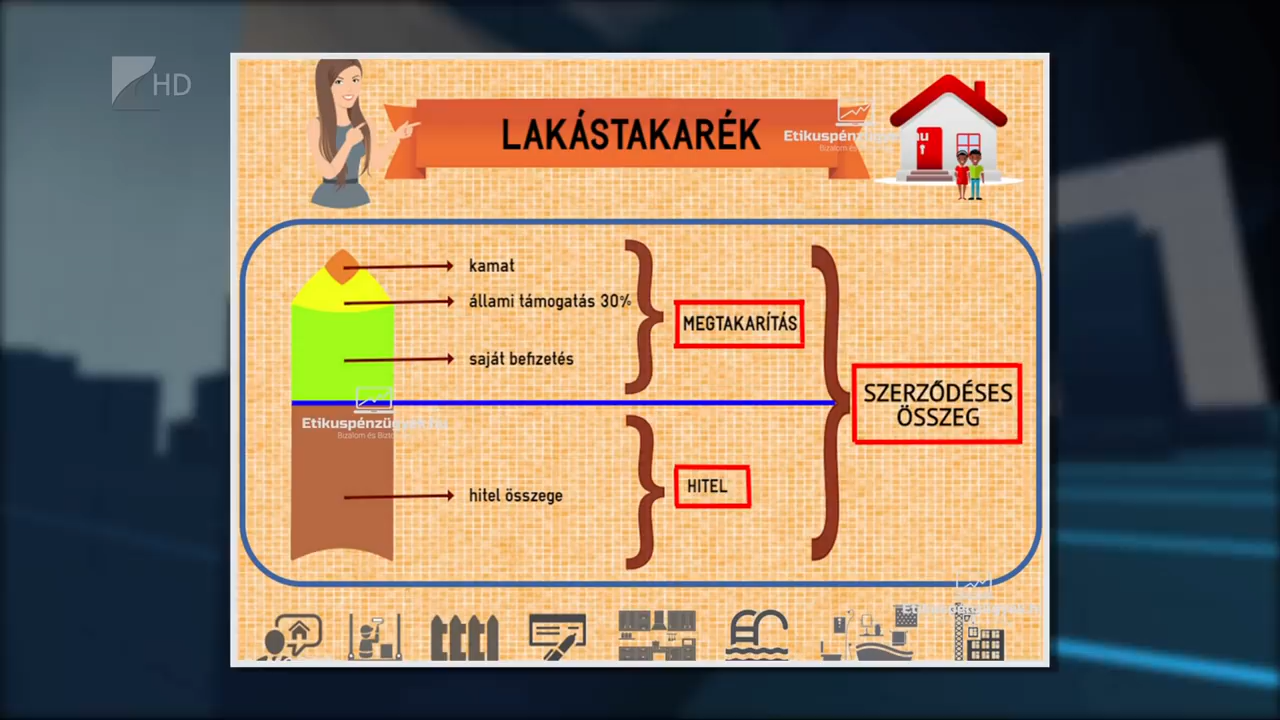 HD
LAKÁSTAKARÉK
Etikuspénzügyek.hu
kamat
állami támogatás 30%
MEGTAKARÍTÁS
saját befizetés
SZERZŐDÉSES
ÖSSZEG
Etikuspénzügyek.hu
HITEL
hitel összege